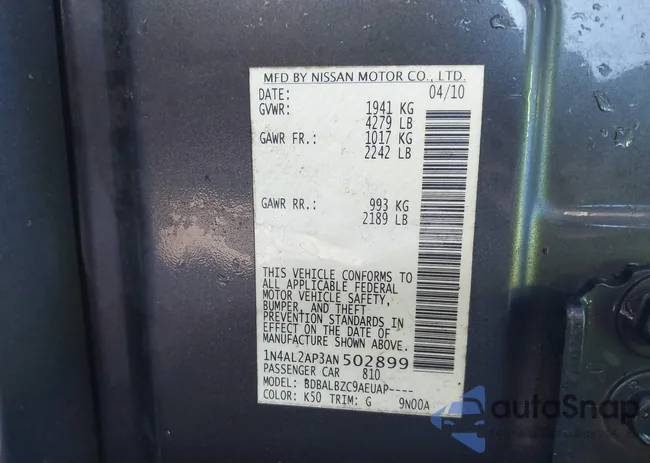 MFD BY NISSAN MOTOR CO., LTD.
DATE: 04/10
GVWR: 1941 KG
4279 LB
GAWR FR.: 1017 KG
2242 LB
GAWR RR.: 993 KG
2189 LB
THIS VEHICLE CONFORMS TO
ALL APPLICABLE FEDERAL
MOTOR VEHICLE SAFETY,
BUMPER, AND THEFT
PREVENTION STANDARDS IN
EFFECT ON THE DATE OF
MANUFACTURE SHOWN ABOVE.
1N4AL2AP3AN502899
PASSENGER CAR 810
MODEL: BDBALBZC9AEUAP----
COLOR: K50 TRIM: G 9N00A
autoSnap